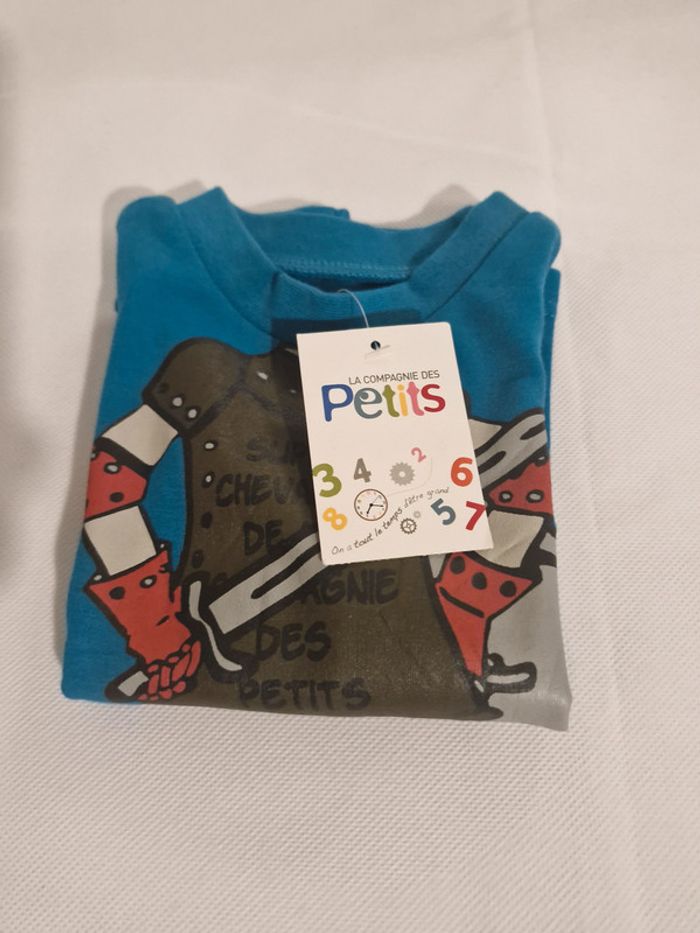 LA COMPAGNIE DES
Petits
3 4 2 6
8 5 7
On a tout le temps d'être grand
CHEV
DE
AGNIE
DES
PETITS